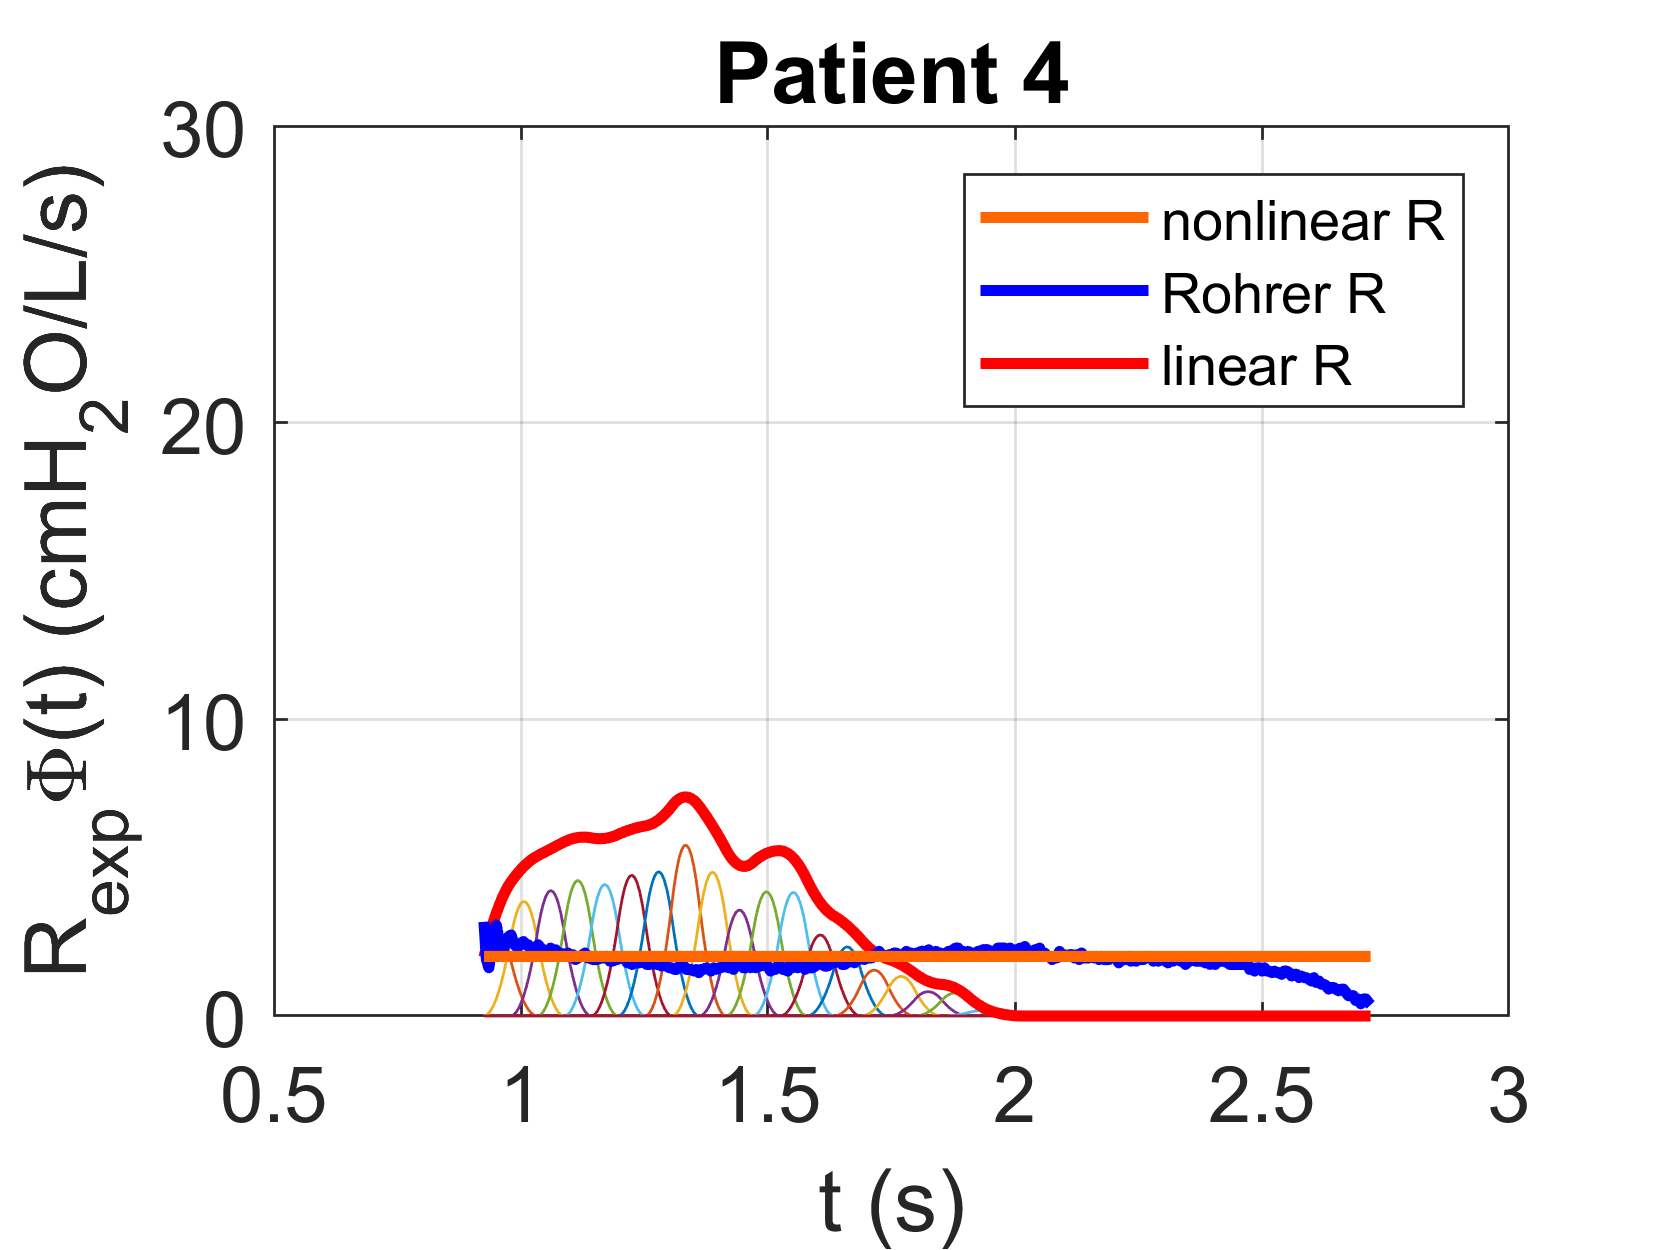 Patient 4
R_expΦ(t) (cmH_2O/L/s)
30
20
10
0
nonlinear R
Rohrer R
linear R
0.5 1 1.5 2 2.5 3
t (s)